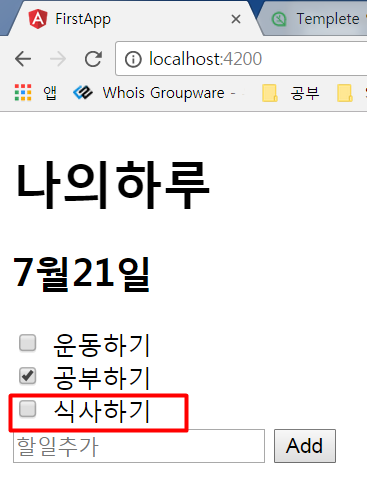 FirstApp
Templete
localhost:4200
앱 Whois Groupware - 공부
나의하루
7월21일
운동하기
공부하기
식사하기
할일추가 Add